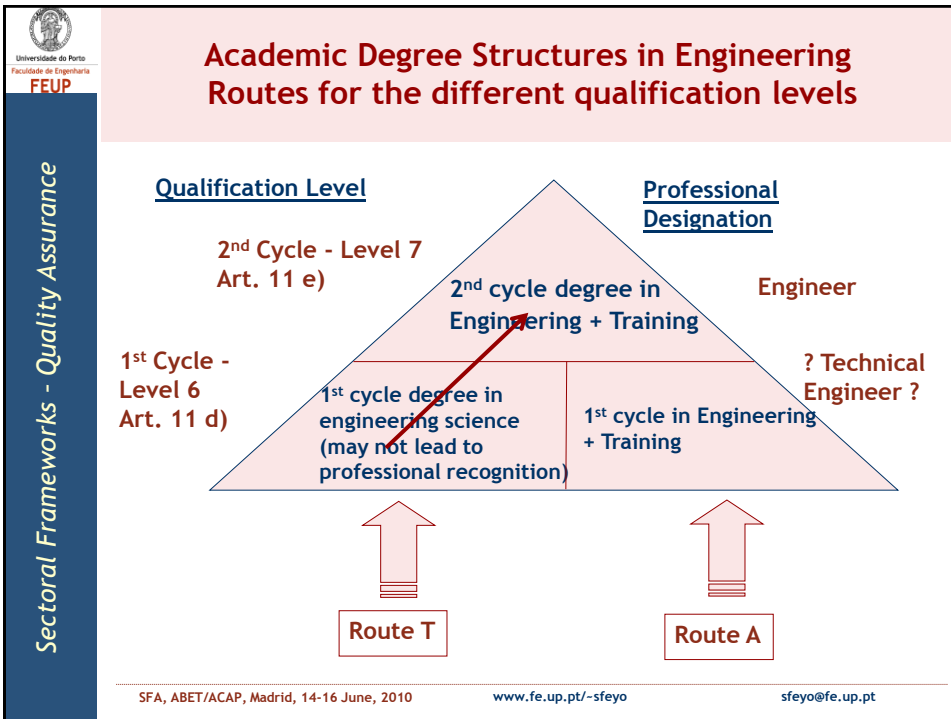 Universidade do Porto
Faculdade de Engenharia
FEUP
Sectoral Frameworks - Quality Assurance
Academic Degree Structures in Engineering
Routes for the different qualification levels
Qualification Level
Professional
Designation
2nd Cycle - Level 7
Art. 11 e)
2nd cycle degree in
Engineering + Training
Engineer
1st Cycle -
Level 6
Art. 11 d)
1st cycle degree in
engineering science
(may not lead to
professional recognition)
1st cycle in Engineering
+ Training
? Technical
Engineer ?
Route T
Route A
SFA, ABET/ACAP, Madrid, 14-16 June, 2010
www.fe.up.pt/~sfeyo
sfeyo@fe.up.pt